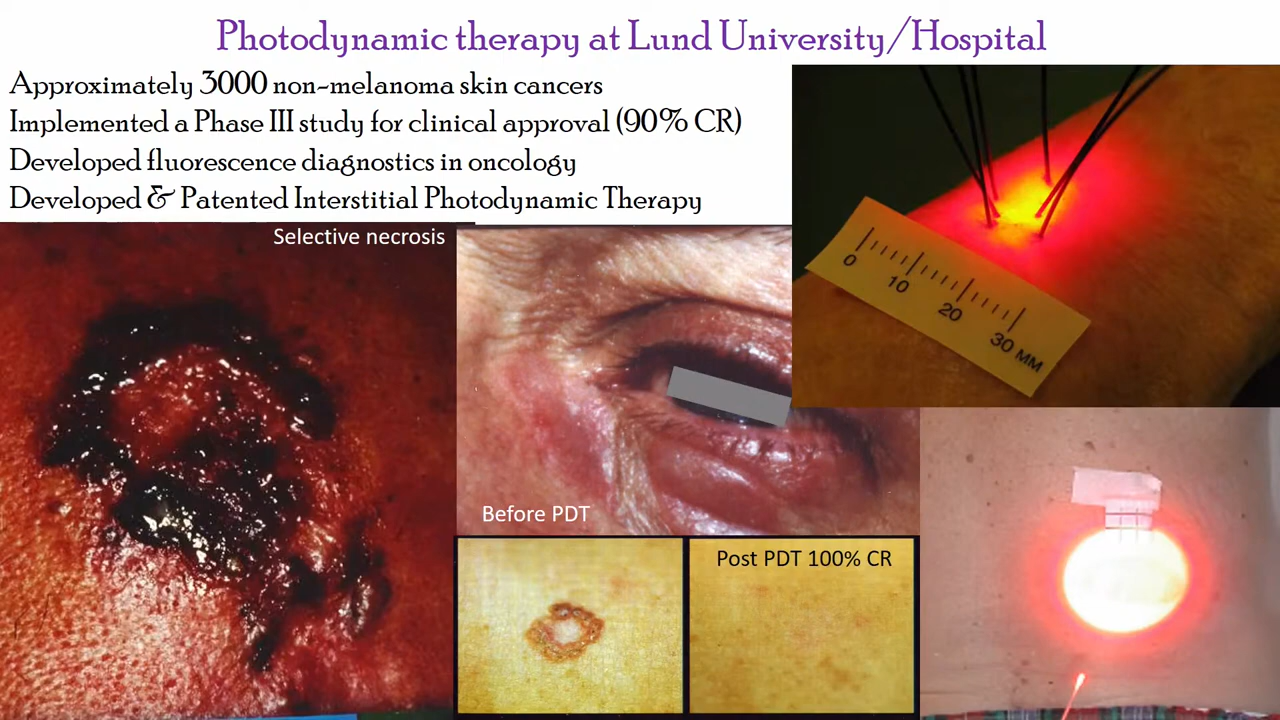 Photodynamic therapy at Lund University/Hospital
Approximately 3000 non-melanoma skin cancers
Implemented a Phase III study for clinical approval (90% CR)
Developed fluorescence diagnostics in oncology
Developed & Patented Interstitial Photodynamic Therapy
Selective necrosis
0 10 20 30 MM
Before PDT
Post PDT 100% CR